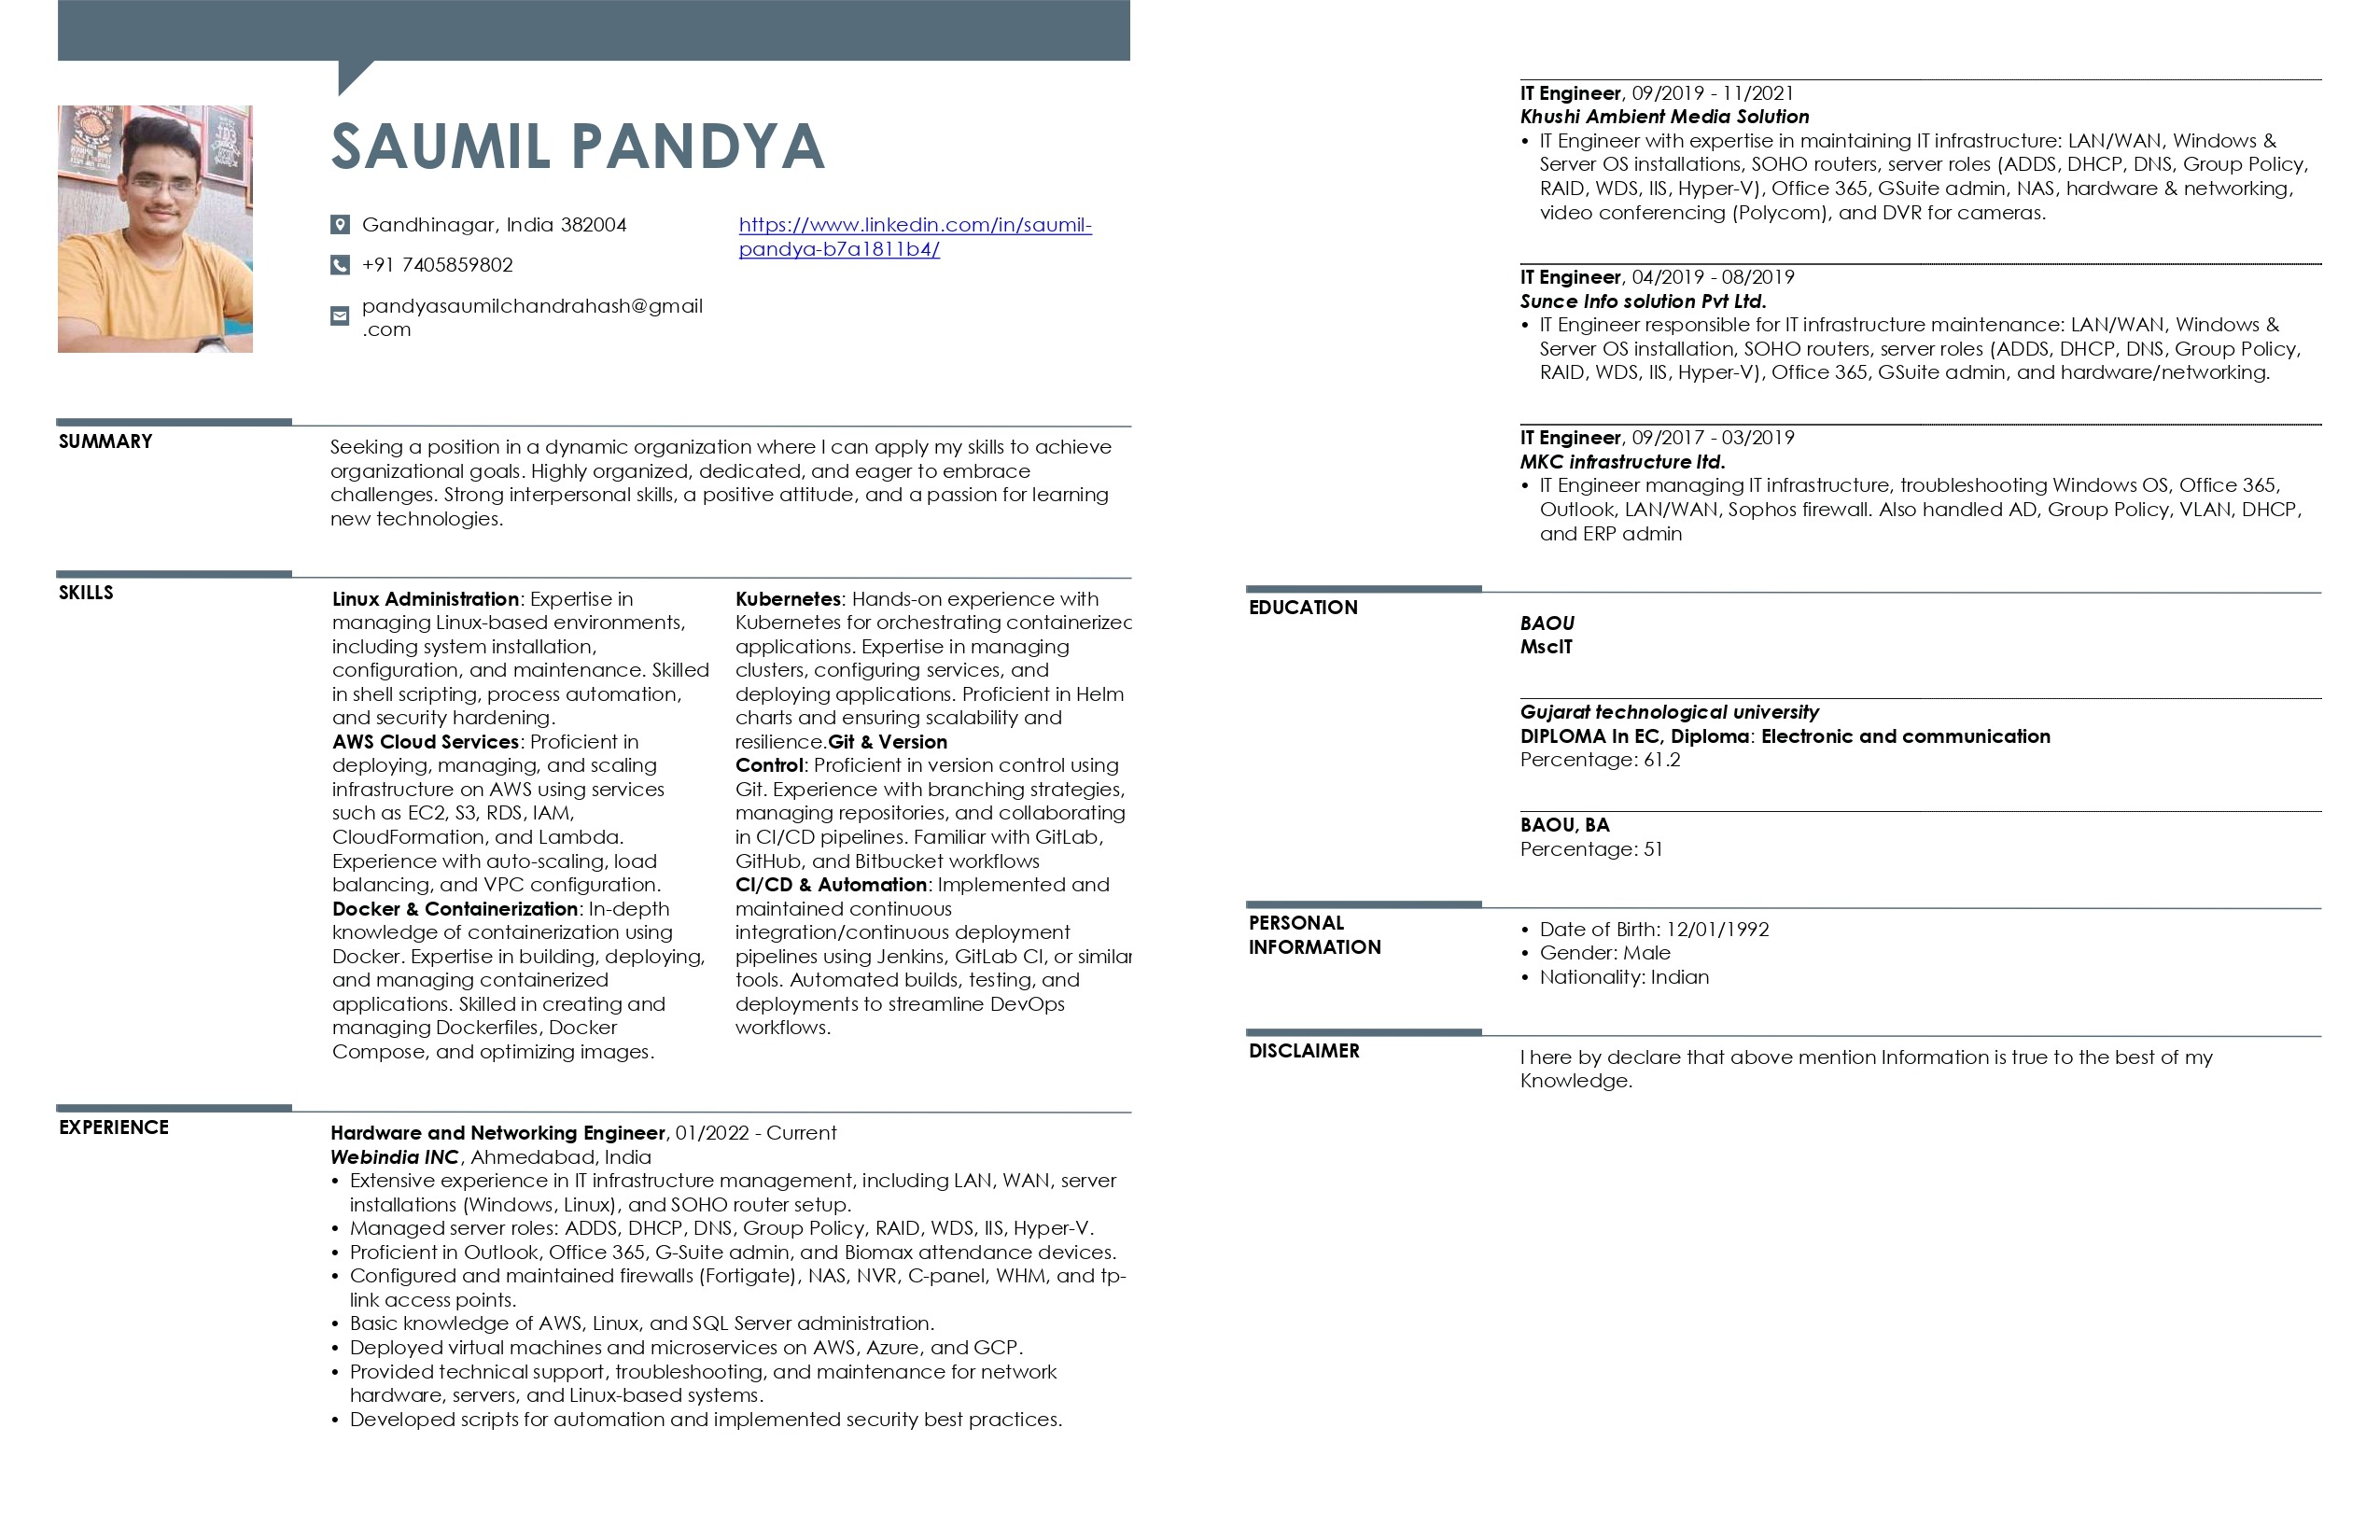 SAUMIL PANDYA
Gandhinagar, India 382004
+91 7405859802
pandyasaumilchandrahash@gmail
.com
https://www.linkedin.com/in/saumil-
pandya-b7a1811b4/
SUMMARY
Seeking a position in a dynamic organization where I can apply my skills to achieve
organizational goals. Highly organized, dedicated, and eager to embrace
challenges. Strong interpersonal skills, a positive attitude, and a passion for learning
new technologies.
SKILLS
Linux Administration: Expertise in
managing Linux-based environments,
including system installation,
configuration, and maintenance. Skilled
in shell scripting, process automation,
and security hardening.
AWS Cloud Services: Proficient in
deploying, managing, and scaling
infrastructure on AWS using services
such as EC2, S3, RDS, IAM,
CloudFormation, and Lambda.
Experience with auto-scaling, load
balancing, and VPC configuration.
Docker & Containerization: In-depth
knowledge of containerization using
Docker. Expertise in building, deploying,
and managing containerized
applications. Skilled in creating and
managing Dockerfiles, Docker
Compose, and optimizing images.
Kubernetes: Hands-on experience with
Kubernetes for orchestrating containerized
applications. Expertise in managing
clusters, configuring services, and
deploying applications. Proficient in Helm
charts and ensuring scalability and
resilience.Git & Version
Control: Proficient in version control using
Git. Experience with branching strategies,
managing repositories, and collaborating
in CI/CD pipelines. Familiar with GitLab,
GitHub, and Bitbucket workflows
CI/CD & Automation: Implemented and
maintained continuous
integration/continuous deployment
pipelines using Jenkins, GitLab CI, or similar
tools. Automated builds, testing, and
deployments to streamline DevOps
workflows.
EXPERIENCE
Hardware and Networking Engineer, 01/2022 - Current
Webindia INC, Ahmedabad, India
• Extensive experience in IT infrastructure management, including LAN, WAN, server
installations (Windows, Linux), and SOHO router setup.
• Managed server roles: ADDS, DHCP, DNS, Group Policy, RAID, WDS, IIS, Hyper-V.
• Proficient in Outlook, Office 365, G-Suite admin, and Biomax attendance devices.
• Configured and maintained firewalls (Fortigate), NAS, NVR, C-panel, WHM, and tp-
link access points.
• Basic knowledge of AWS, Linux, and SQL Server administration.
• Deployed virtual machines and microservices on AWS, Azure, and GCP.
• Provided technical support, troubleshooting, and maintenance for network
hardware, servers, and Linux-based systems.
• Developed scripts for automation and implemented security best practices.
IT Engineer, 09/2019 - 11/2021
Khushi Ambient Media Solution
• IT Engineer with expertise in maintaining IT infrastructure: LAN/WAN, Windows &
Server OS installations, SOHO routers, server roles (ADDS, DHCP, DNS, Group Policy,
RAID, WDS, IIS, Hyper-V), Office 365, GSuite admin, NAS, hardware & networking,
video conferencing (Polycom), and DVR for cameras.
IT Engineer, 04/2019 - 08/2019
Sunce Info solution Pvt Ltd.
• IT Engineer responsible for IT infrastructure maintenance: LAN/WAN, Windows &
Server OS installation, SOHO routers, server roles (ADDS, DHCP, DNS, Group Policy,
RAID, WDS, IIS, Hyper-V), Office 365, GSuite admin, and hardware/networking.
IT Engineer, 09/2017 - 03/2019
MKC infrastructure ltd.
• IT Engineer managing IT infrastructure, troubleshooting Windows OS, Office 365,
Outlook, LAN/WAN, Sophos firewall. Also handled AD, Group Policy, VLAN, DHCP,
and ERP admin
EDUCATION
BAOU
MscIT
Gujarat technological university
DIPLOMA In EC, Diploma: Electronic and communication
Percentage: 61.2
BAOU, BA
Percentage: 51
PERSONAL
INFORMATION
• Date of Birth: 12/01/1992
• Gender: Male
• Nationality: Indian
DISCLAIMER
I here by declare that above mention Information is true to the best of my
Knowledge.